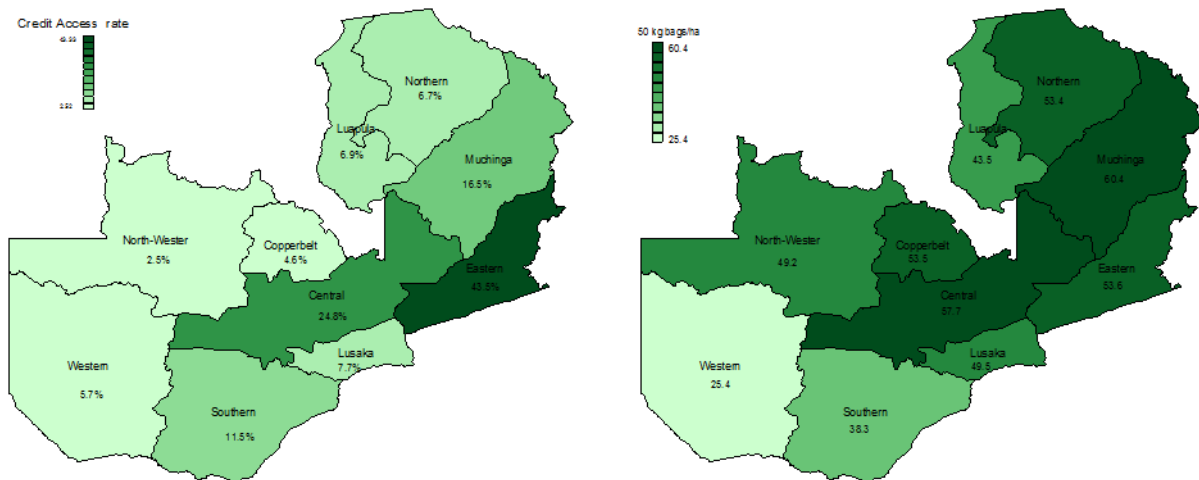 Credit Access rate
Northern
6.7%
Luapula
6.9%
Muchinga
16.5%
North-Wester
2.5%
Copperbelt
4.6%
Eastern
43.5%
Central
24.8%
Lusaka
7.7%
Western
5.7%
Southern
11.5%
50 kg bags/ha
60.4
25.4
Northern
53.4
Luapula
43.5
Muchinga
60.4
North-Wester
49.2
Copperbelt
53.5
Eastern
53.6
Central
57.7
Lusaka
49.5
Western
25.4
Southern
38.3